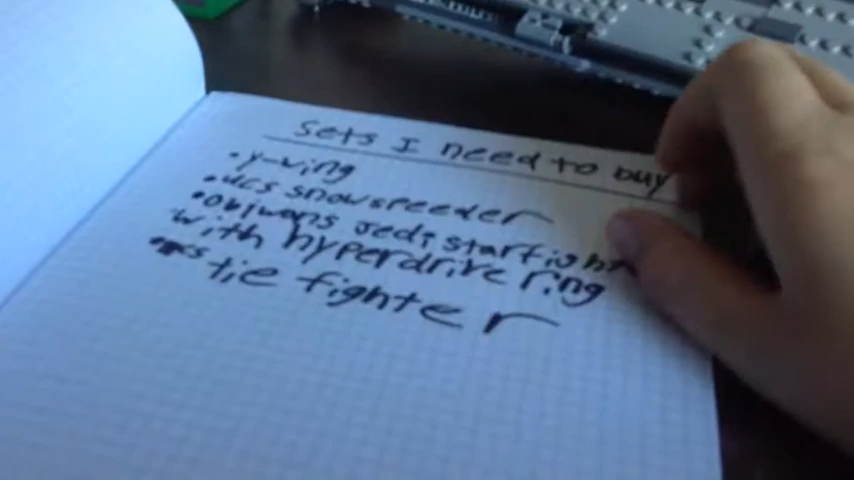 sets I need to buy
• y-wing
• ucs snowspeeder
• obiwans jedi starfight
with hyperdrive ring
tie fighter